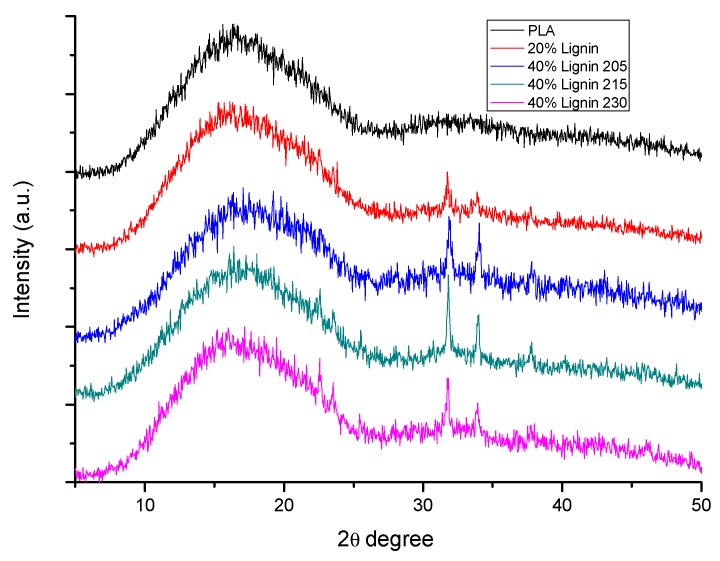 PLA
20% Lignin
40% Lignin 205
40% Lignin 215
40% Lignin 230
Intensity (a.u.)
10 20 30 40 50
2θ degree